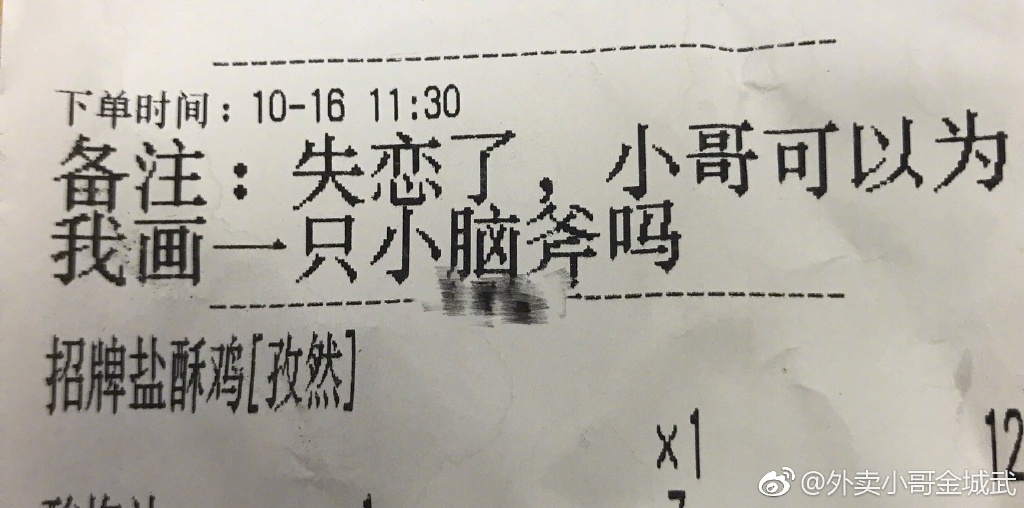 下单时间：10-16 11:30
备注：失恋了，小哥可以为
我画一只小脑斧吗
招牌盐酥鸡[孜然]
x1 12
@外卖小哥金城武